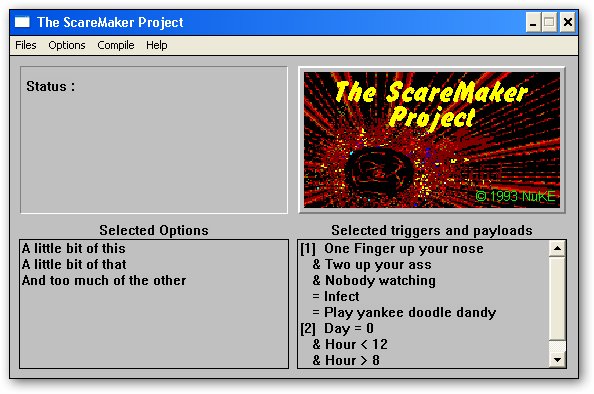 The ScareMaker Project
Files Options Compile Help
Status :
The ScareMaker
Project
© 1993 NuKE
Selected Options
A little bit of this
A little bit of that
And too much of the other
Selected triggers and payloads
[1] One Finger up your nose
& Two up your ass
& Nobody watching
= Infect
= Play yankee doodle dandy
[2] Day = 0
& Hour < 12
& Hour > 8